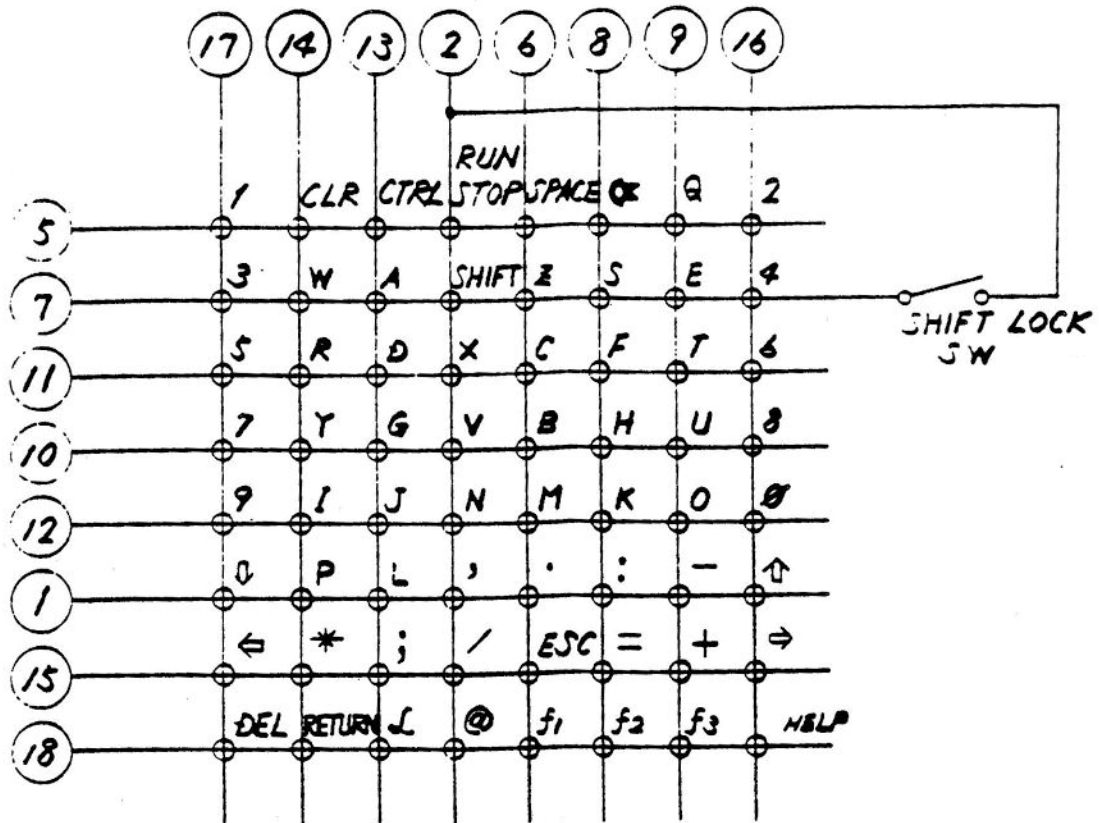 17 14 13 2 6 8 9 16
RUN
1 CLR CTRL STOP SPACE C= Q 2
5
3 W A SHIFT Z S E 4
7
SHIFT LOCK
SW
5 R D X C F T 6
11
7 Y G V B H U 8
10
9 I J N M K O Ø
12
⇩ P L , . : - ⇧
1
⇦ * ; / ESC = + ⇨
15
DEL RETURN £ @ f1 f2 f3 HELP
18